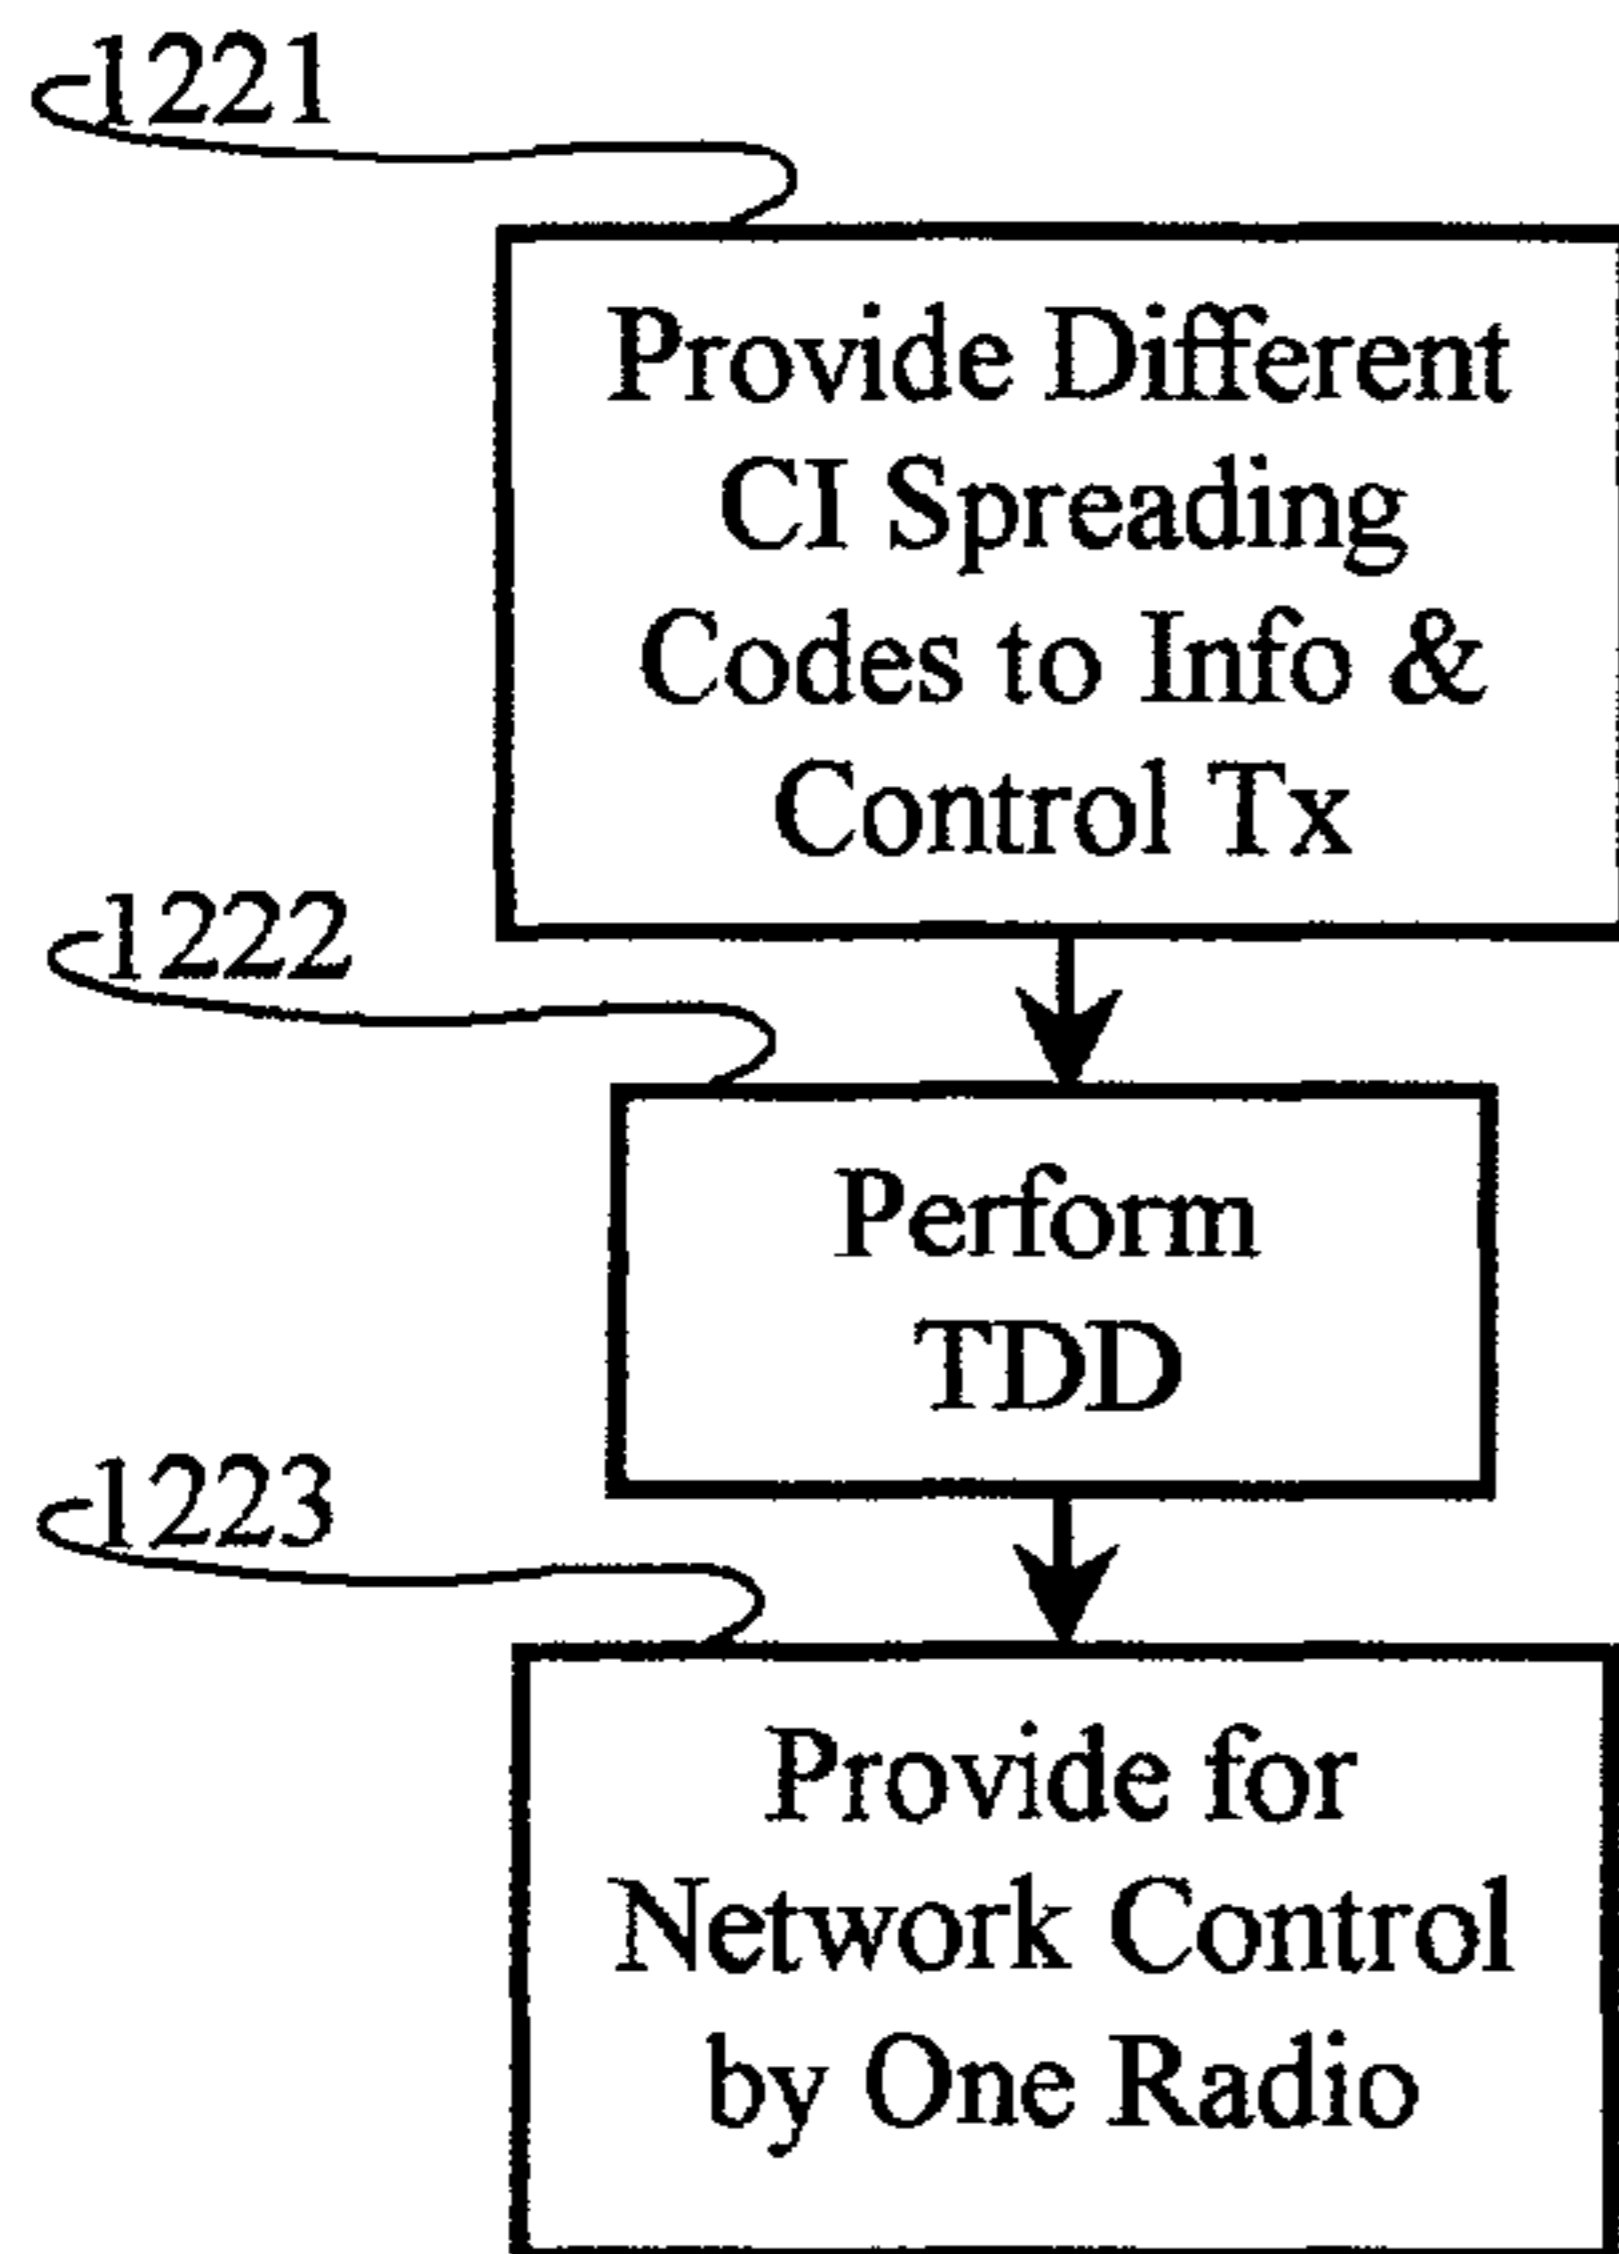 1221
Provide Different
CI Spreading
Codes to Info &
Control Tx
1222
Perform
TDD
1223
Provide for
Network Control
by One Radio